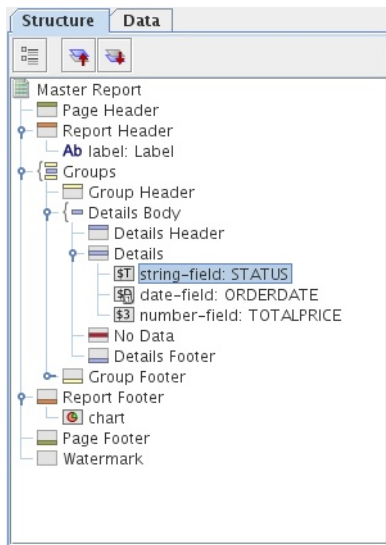 Structure Data
Master Report
Page Header
Report Header
Ab label: Label
Groups
Group Header
Details Body
Details Header
Details
$T string-field: STATUS
date-field: ORDERDATE
$3 number-field: TOTALPRICE
No Data
Details Footer
Group Footer
Report Footer
chart
Page Footer
Watermark